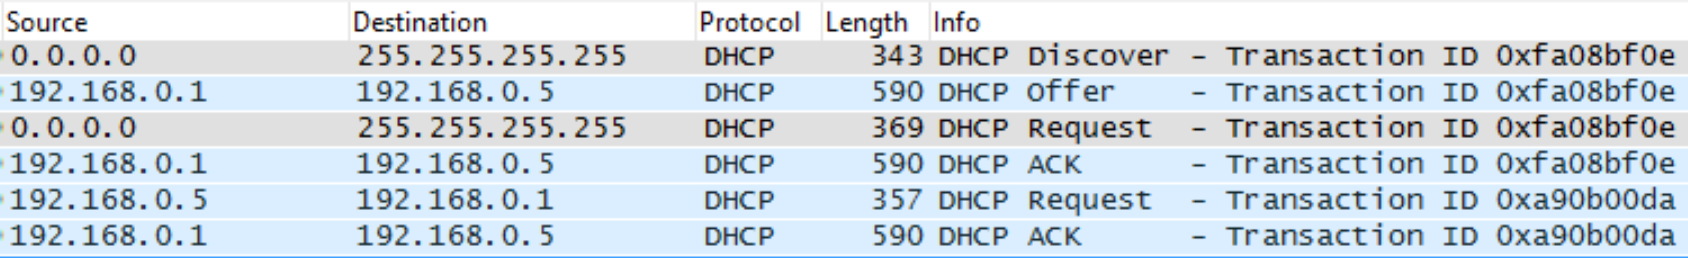 Source Destination Protocol Length Info
0.0.0.0 255.255.255.255 DHCP 343 DHCP Discover - Transaction ID 0xfa08bf0e
192.168.0.1 192.168.0.5 DHCP 590 DHCP Offer - Transaction ID 0xfa08bf0e
0.0.0.0 255.255.255.255 DHCP 369 DHCP Request - Transaction ID 0xfa08bf0e
192.168.0.1 192.168.0.5 DHCP 590 DHCP ACK - Transaction ID 0xfa08bf0e
192.168.0.5 192.168.0.1 DHCP 357 DHCP Request - Transaction ID 0xa90b00da
192.168.0.1 192.168.0.5 DHCP 590 DHCP ACK - Transaction ID 0xa90b00da